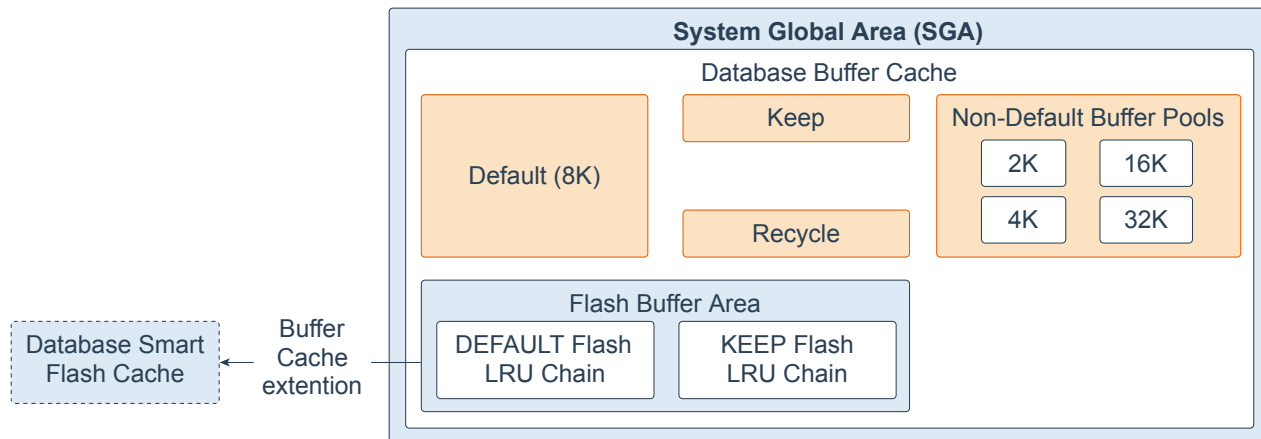 System Global Area (SGA)
Database Buffer Cache
Default (8K)
Keep
Recycle
Non-Default Buffer Pools
2K
16K
4K
32K
Flash Buffer Area
DEFAULT Flash
LRU Chain
KEEP Flash
LRU Chain
Buffer
Cache
extention
Database Smart
Flash Cache